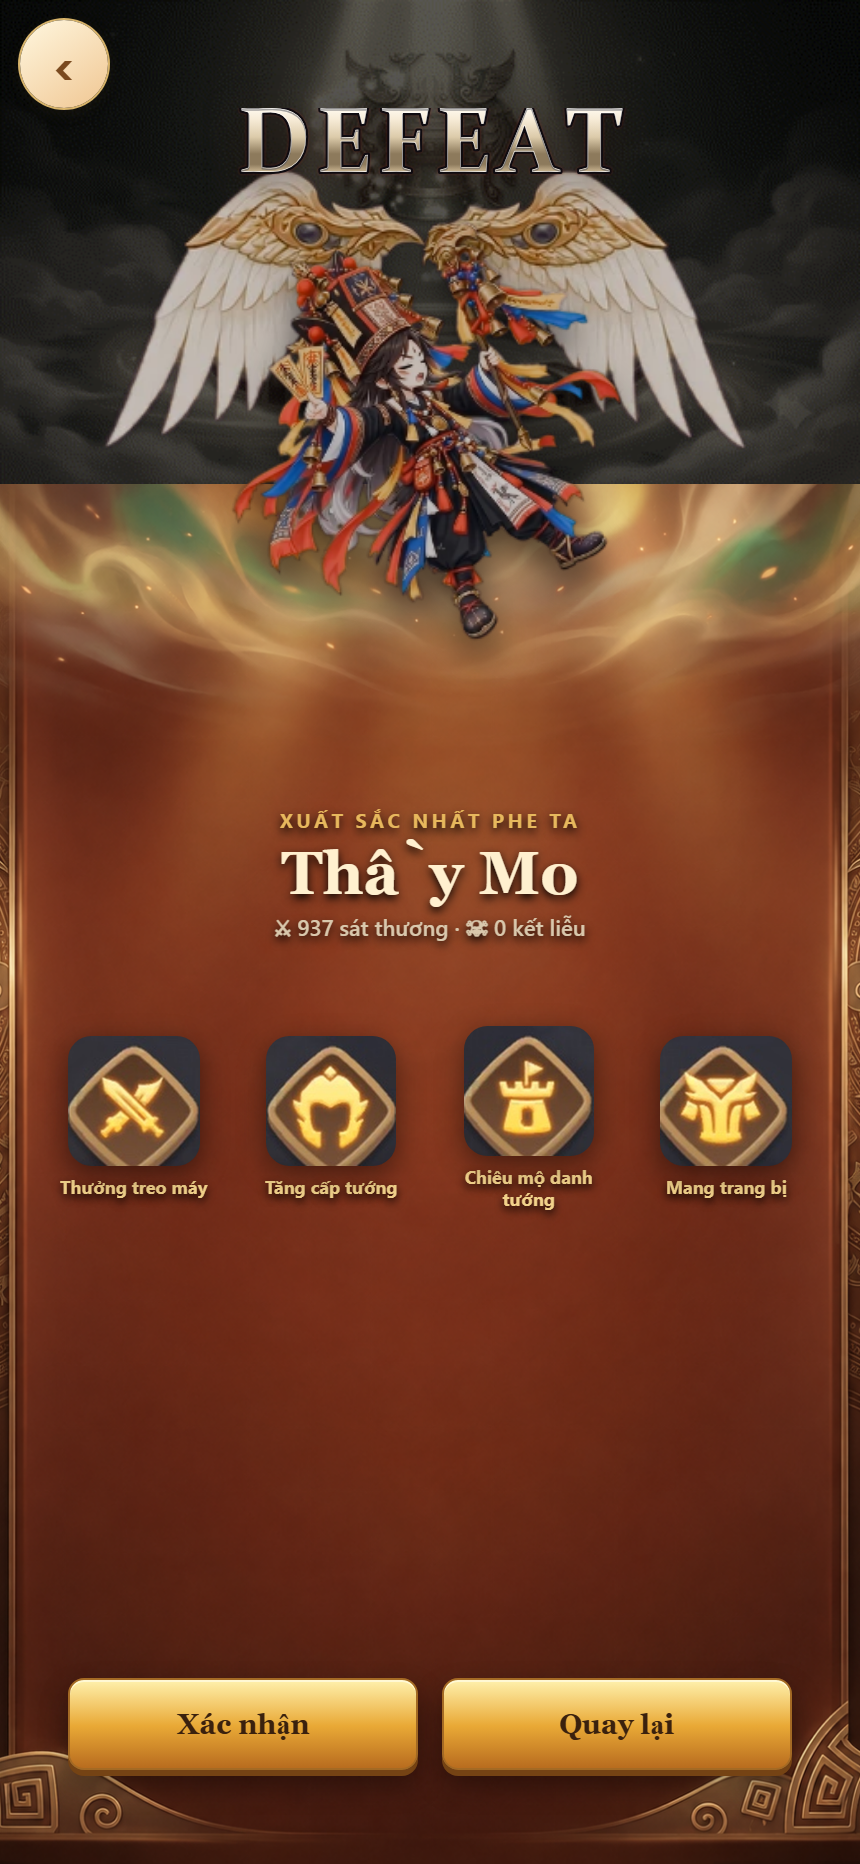 DEFEAT
XUẤT SẮC NHẤT PHE TA
Thầy Mo
⚔ 937 sát thương · ☠ 0 kết liễu
Thưởng treo máy
Tăng cấp tướng
Chiêu mộ danh
tướng
Mang trang bị
Xác nhận
Quay lại